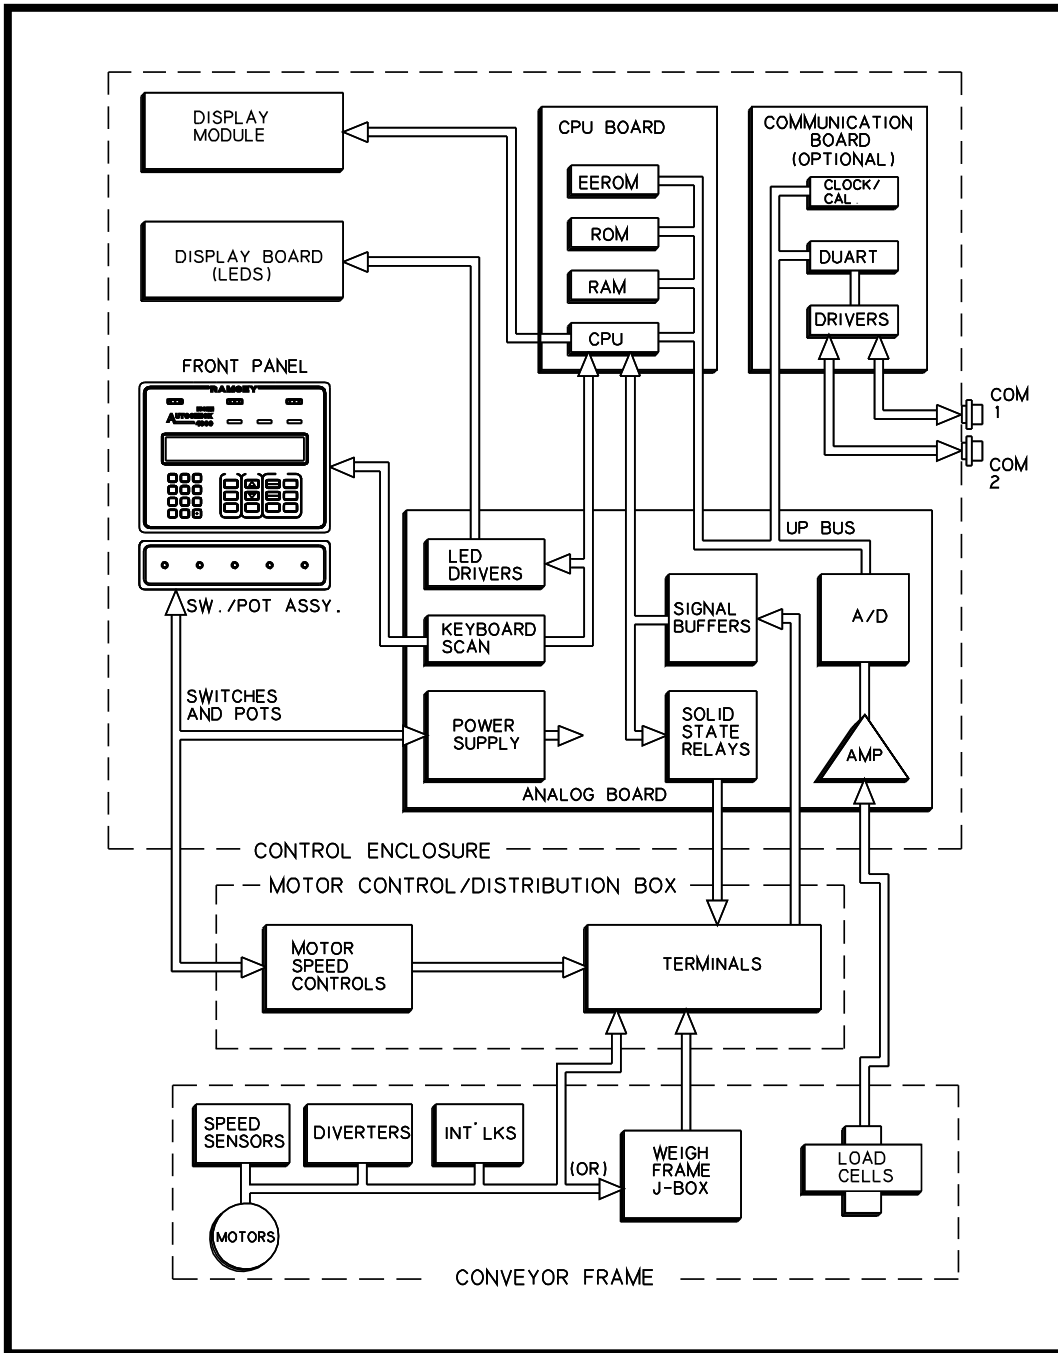 DISPLAY
MODULE
CPU BOARD
COMMUNICATION
BOARD
(OPTIONAL)
EEROM
CLOCK/
CAL.
ROM
DUART
DISPLAY BOARD
(LEDS)
RAM
DRIVERS
CPU
FRONT PANEL
RAMSEY
AUTOCHECK
COM
1
COM
2
UP BUS
LED
DRIVERS
SW./POT ASSY.
SIGNAL
BUFFERS
A/D
KEYBOARD
SCAN
SWITCHES
AND POTS
POWER
SUPPLY
SOLID
STATE
RELAYS
AMP
ANALOG BOARD
CONTROL ENCLOSURE
MOTOR CONTROL/DISTRIBUTION BOX
MOTOR
SPEED
CONTROLS
TERMINALS
SPEED
SENSORS
DIVERTERS
INT'LKS
(OR)
WEIGH
FRAME
J-BOX
LOAD
CELLS
MOTORS
CONVEYOR FRAME